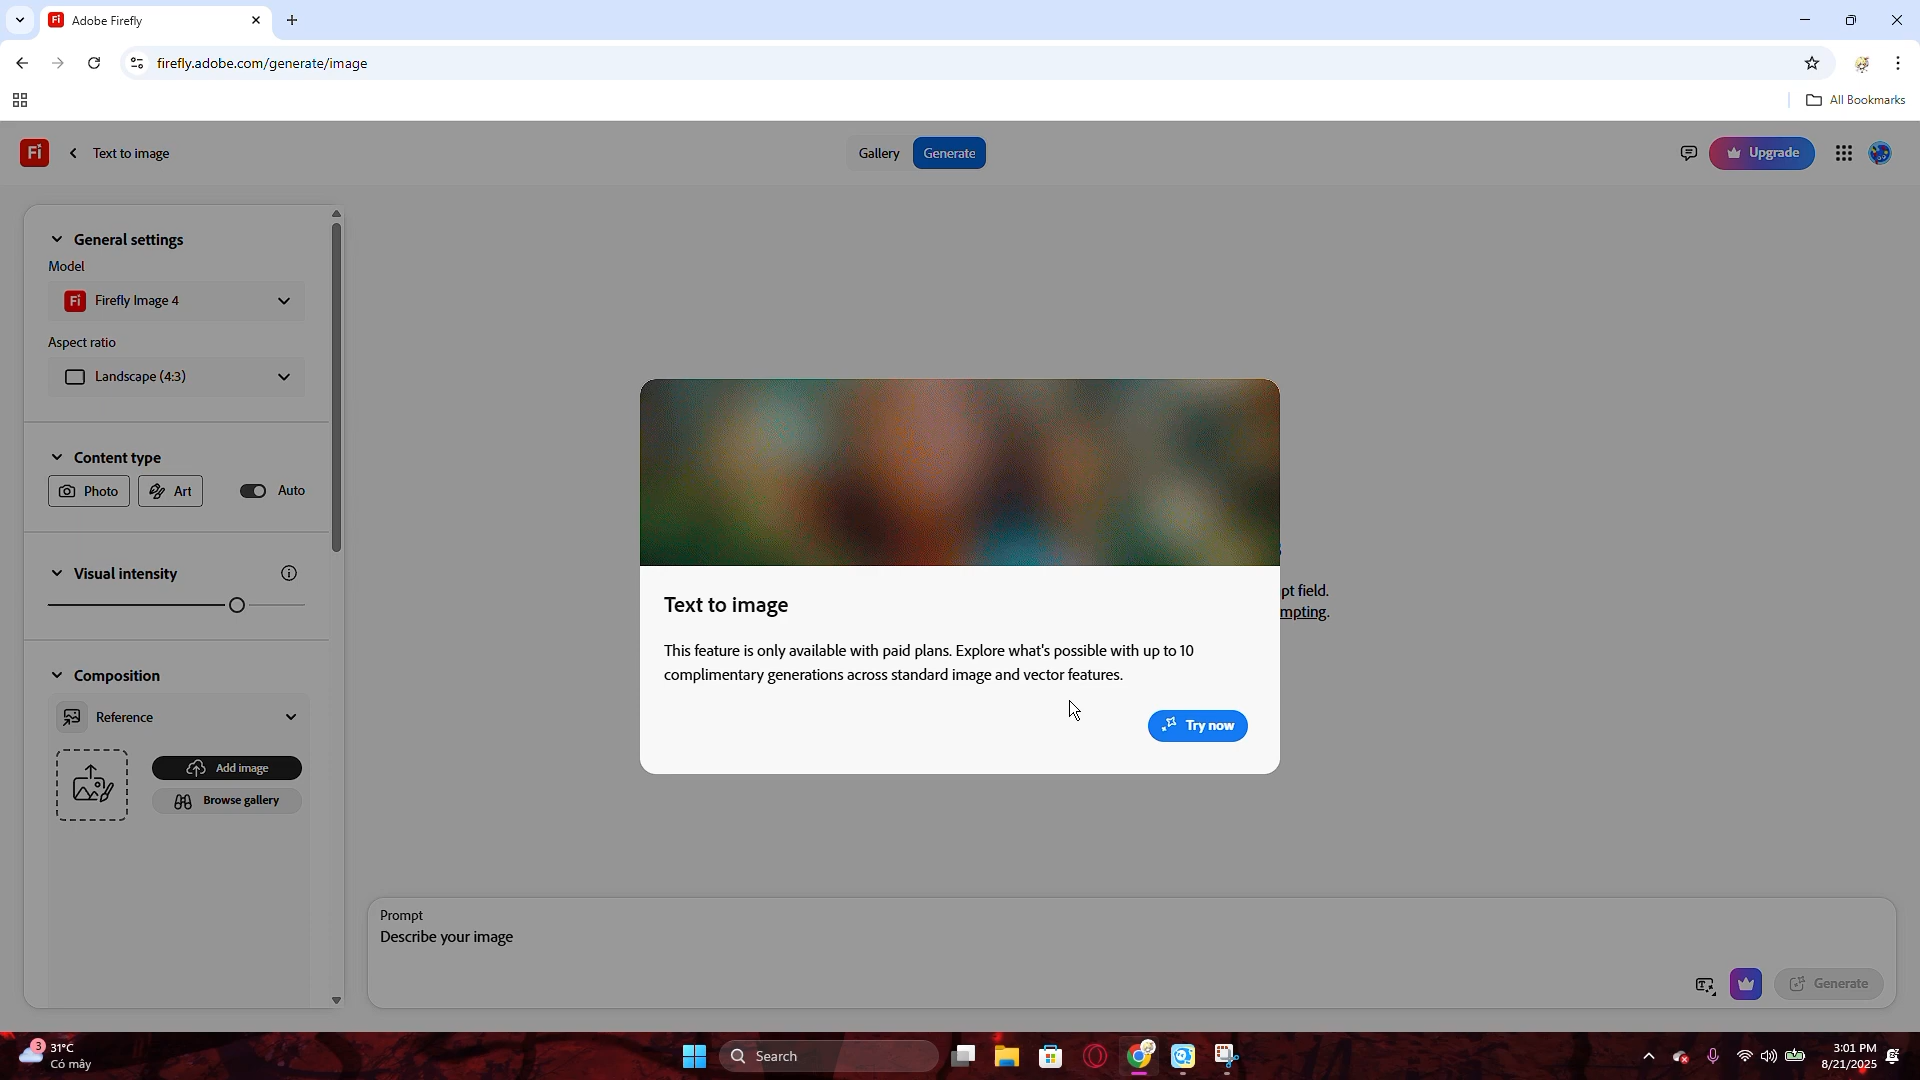 Adobe Firefly
firefly.adobe.com/generate/image
All Bookmarks
Fi
Text to image
Gallery
Generate
Upgrade
General settings
Model
Fi
Firefly Image 4
Aspect ratio
Landscape (4:3)
Content type
Photo
Art
Auto
Visual intensity
Composition
Reference
Add image
Browse gallery
Text to image
This feature is only available with paid plans. Explore what's possible with up to 10
complimentary generations across standard image and vector features.
Try now
pt field.
mpting.
Prompt
Describe your image
Generate
3
31°C
Có mây
Search
3:01 PM
8/21/2025